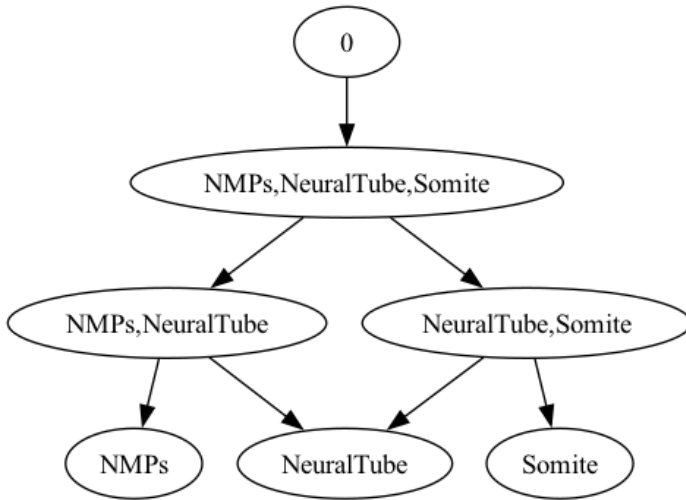 0
NMPs,NeuralTube,Somite
NMPs,NeuralTube
NeuralTube,Somite
NMPs
NeuralTube
Somite